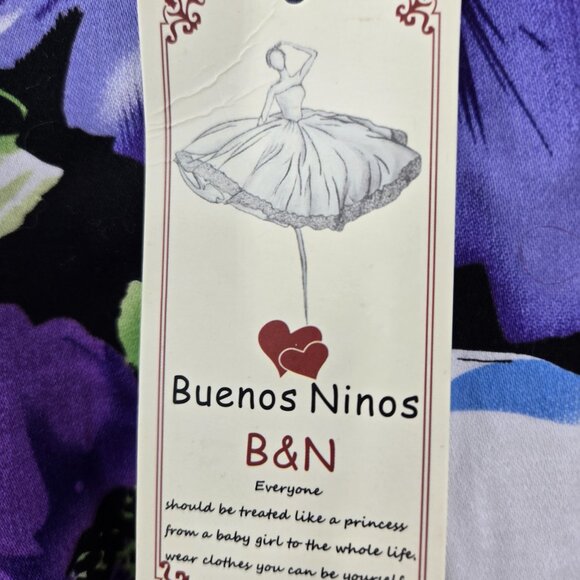 Buenos Ninos
B&N
Everyone
should be treated like a princess
from a baby girl to the whole life.
wear clothes you can be yourself